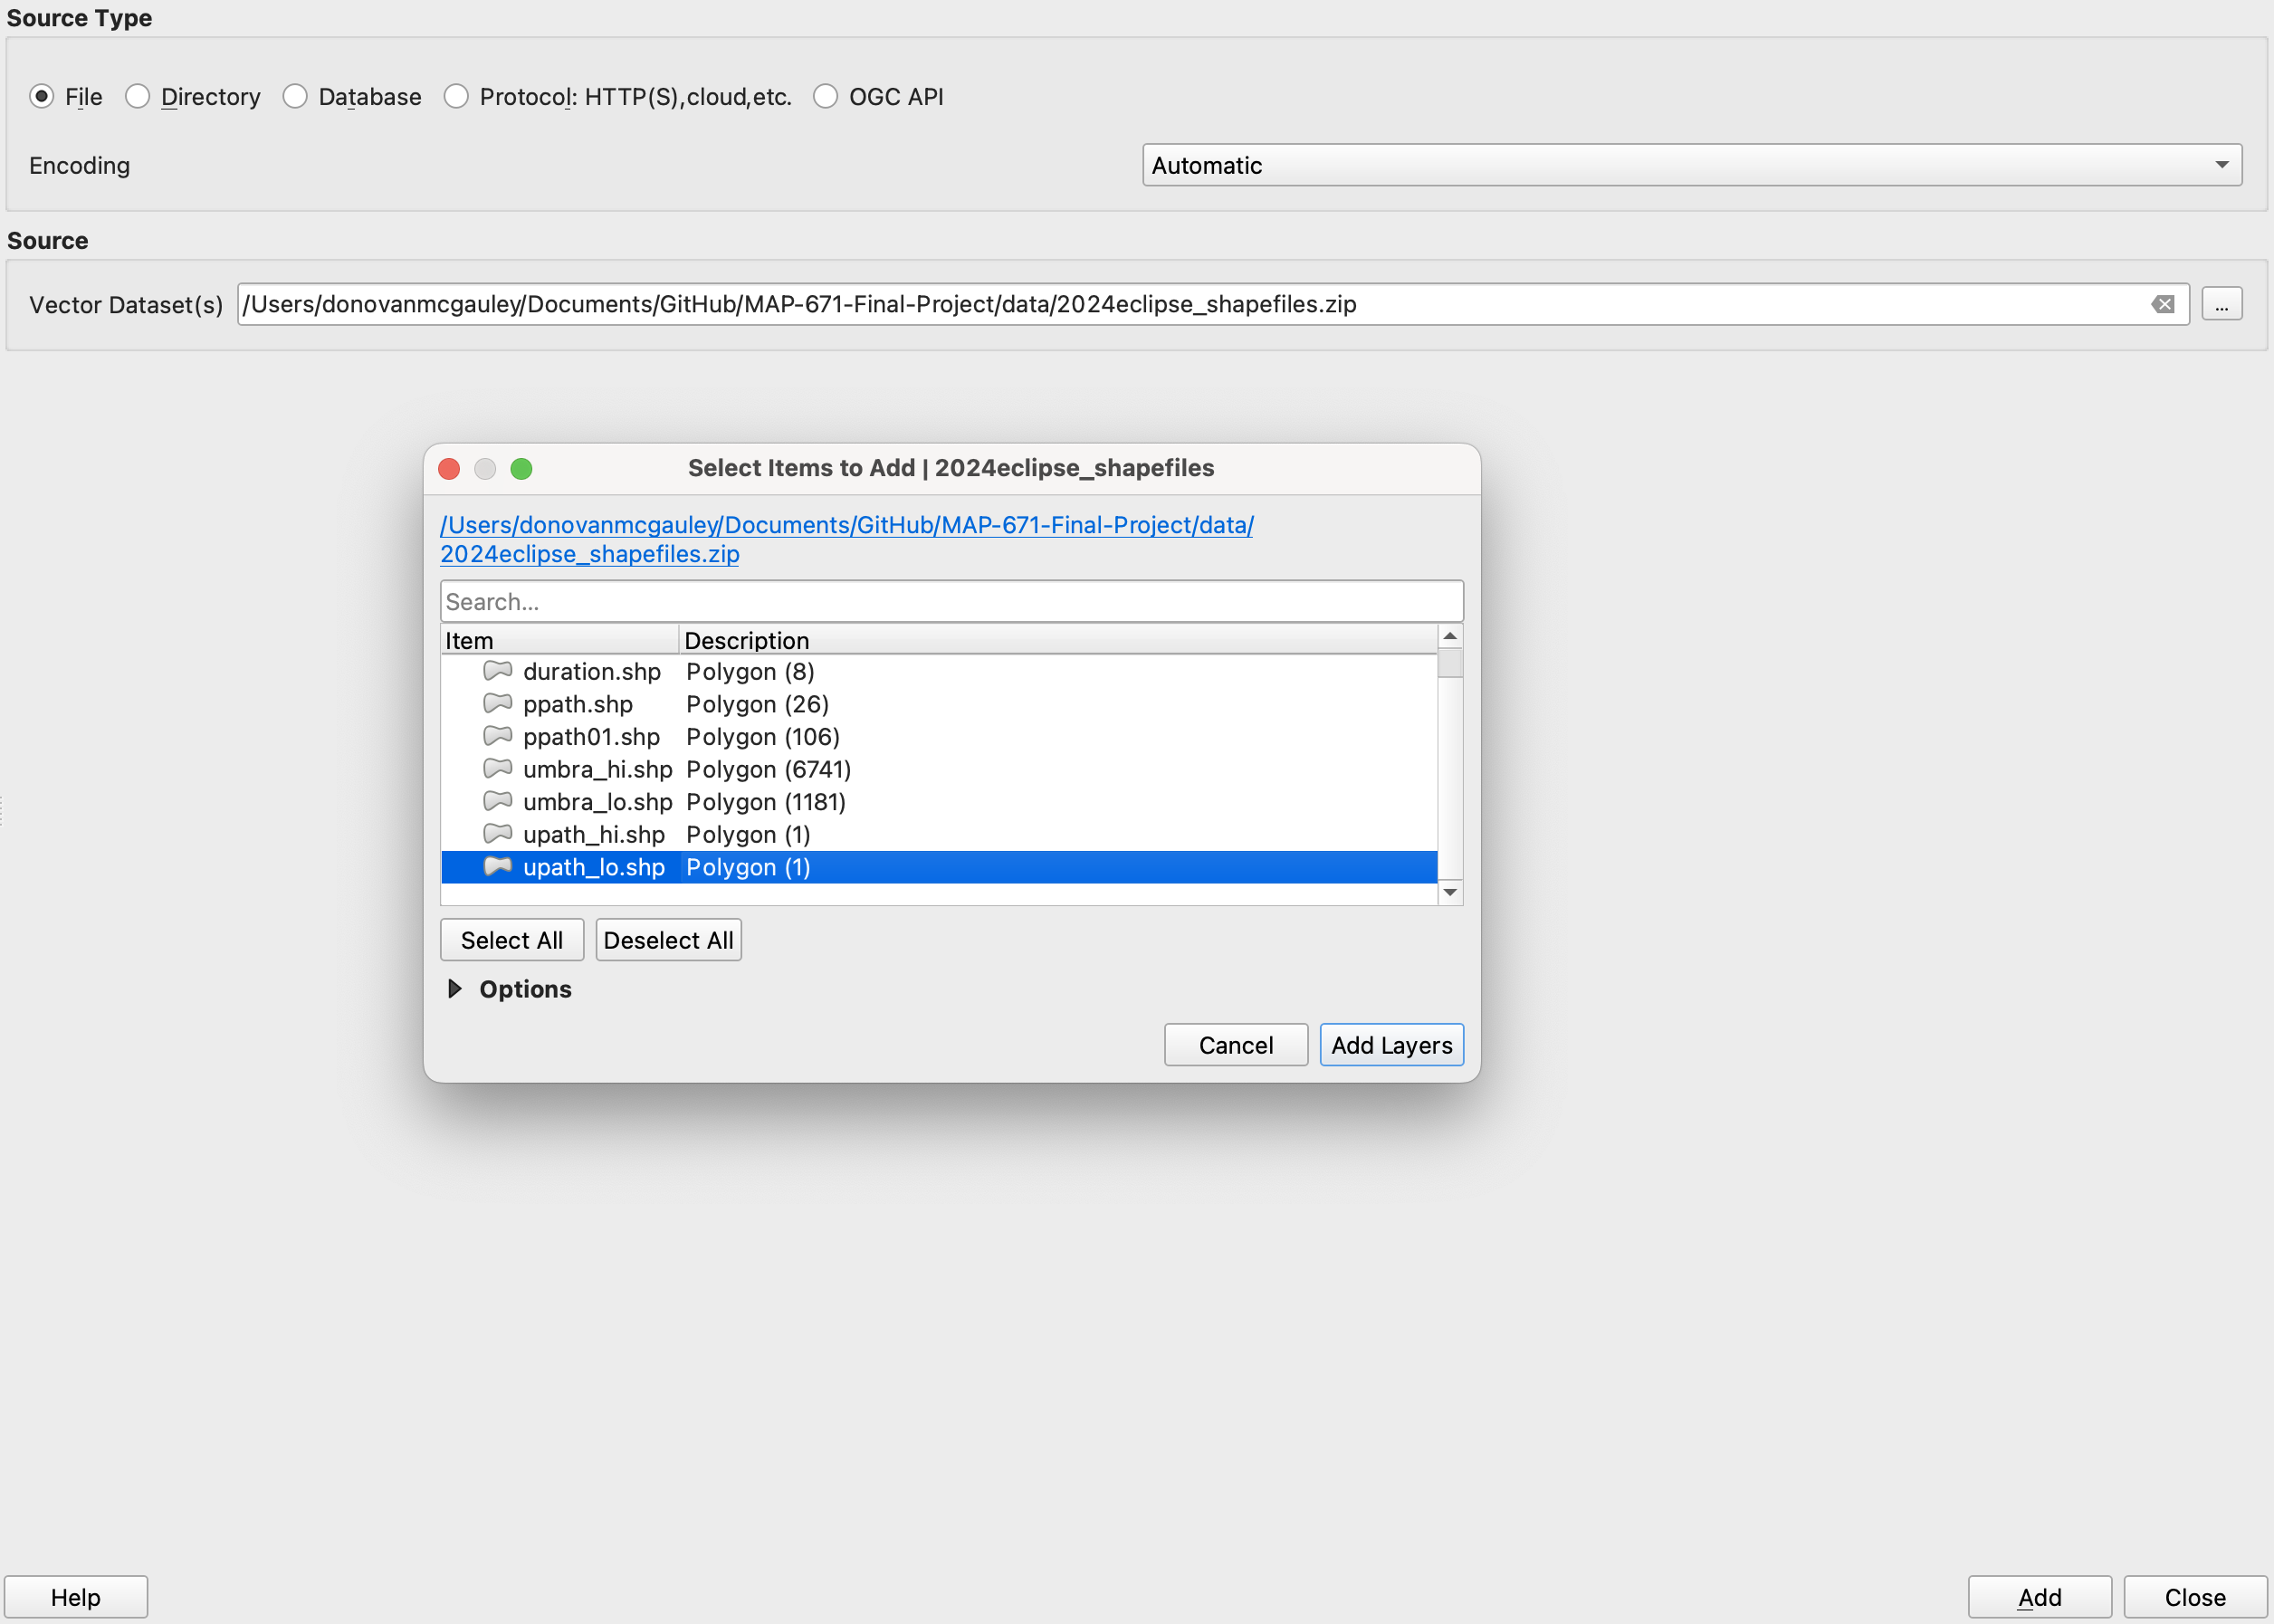 Source Type
File Directory Database Protocol: HTTP(S),cloud,etc. OGC API
Encoding Automatic
Source
Vector Dataset(s) /Users/donovanmcgauley/Documents/GitHub/MAP-671-Final-Project/data/2024eclipse_shapefiles.zip ...
Select Items to Add | 2024eclipse_shapefiles
/Users/donovanmcgauley/Documents/GitHub/MAP-671-Final-Project/data/
2024eclipse_shapefiles.zip
Search...
Item Description
duration.shp Polygon (8)
ppath.shp Polygon (26)
ppath01.shp Polygon (106)
umbra_hi.shp Polygon (6741)
umbra_lo.shp Polygon (1181)
upath_hi.shp Polygon (1)
upath_lo.shp Polygon (1)
Select All Deselect All
Options
Cancel Add Layers
Help Add Close